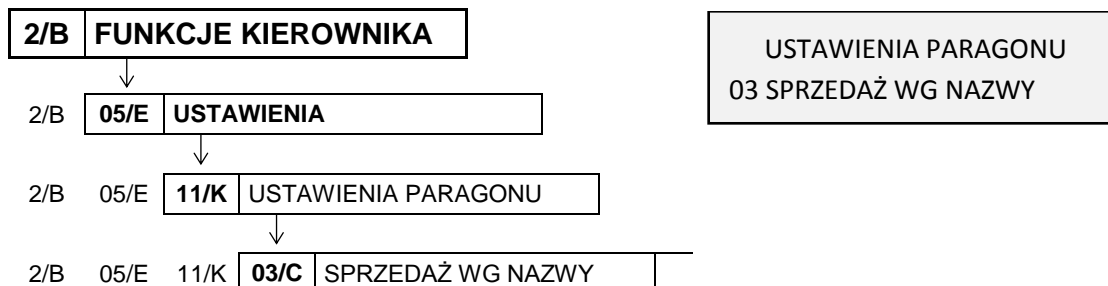 2/B FUNKCJE KIEROWNIKA
USTAWIENIA PARAGONU
03 SPRZEDAŻ WG NAZWY
2/B 05/E USTAWIENIA
2/B 05/E 11/K USTAWIENIA PARAGONU
2/B 05/E 11/K 03/C SPRZEDAŻ WG NAZWY